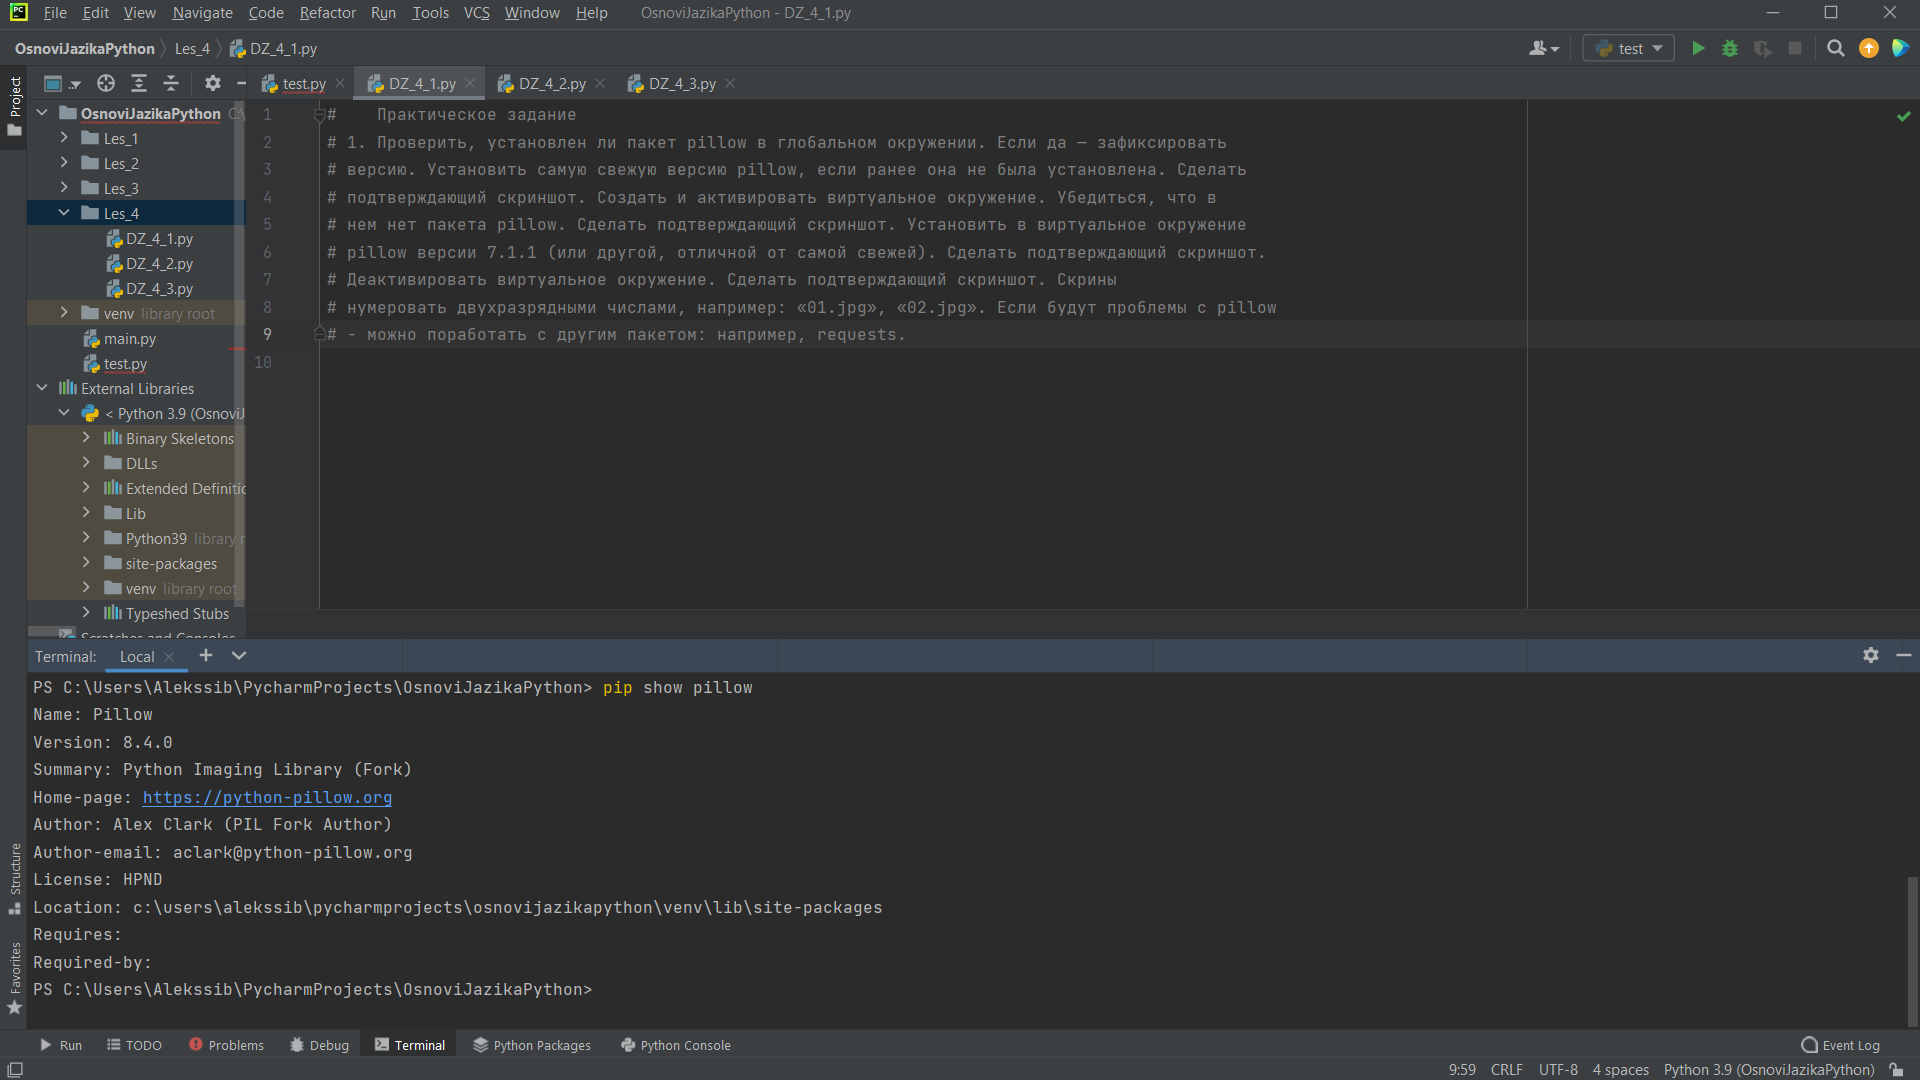 PC File Edit View Navigate Code Refactor Run Tools VCS Window Help OsnoviJazikaPython - DZ_4_1.py
OsnoviJazikaPython Les_4 DZ_4_1.py test
Project
test.py DZ_4_1.py DZ_4_2.py DZ_4_3.py
OsnoviJazikaPython C:\
Les_1
Les_2
Les_3
Les_4
DZ_4_1.py
DZ_4_2.py
DZ_4_3.py
venv library root
main.py
test.py
External Libraries
< Python 3.9 (OsnoviJ
Binary Skeletons
DLLs
Extended Definitic
Lib
Python39 library r
site-packages
venv library root
Typeshed Stubs
Scratches and Consoles
1 # Практическое задание
2 # 1. Проверить, установлен ли пакет pillow в глобальном окружении. Если да — зафиксировать
3 # версию. Установить самую свежую версию pillow, если ранее она не была установлена. Сделать
4 # подтверждающий скриншот. Создать и активировать виртуальное окружение. Убедиться, что в
5 # нем нет пакета pillow. Сделать подтверждающий скриншот. Установить в виртуальное окружение
6 # pillow версии 7.1.1 (или другой, отличной от самой свежей). Сделать подтверждающий скриншот.
7 # Деактивировать виртуальное окружение. Сделать подтверждающий скриншот. Скрины
8 # нумеровать двухразрядными числами, например: «01.jpg», «02.jpg». Если будут проблемы с pillow
9 # - можно поработать с другим пакетом: например, requests.
10
Terminal: Local
PS C:\Users\Alekssib\PycharmProjects\OsnoviJazikaPython> pip show pillow
Name: Pillow
Version: 8.4.0
Summary: Python Imaging Library (Fork)
Home-page: https://python-pillow.org
Author: Alex Clark (PIL Fork Author)
Author-email: aclark@python-pillow.org
License: HPND
Location: c:\users\alekssib\pycharmprojects\osnovijazikapython\venv\lib\site-packages
Requires:
Required-by:
PS C:\Users\Alekssib\PycharmProjects\OsnoviJazikaPython>
Structure
Favorites
Run TODO Problems Debug Terminal Python Packages Python Console Event Log
9:59 CRLF UTF-8 4 spaces Python 3.9 (OsnoviJazikaPython)